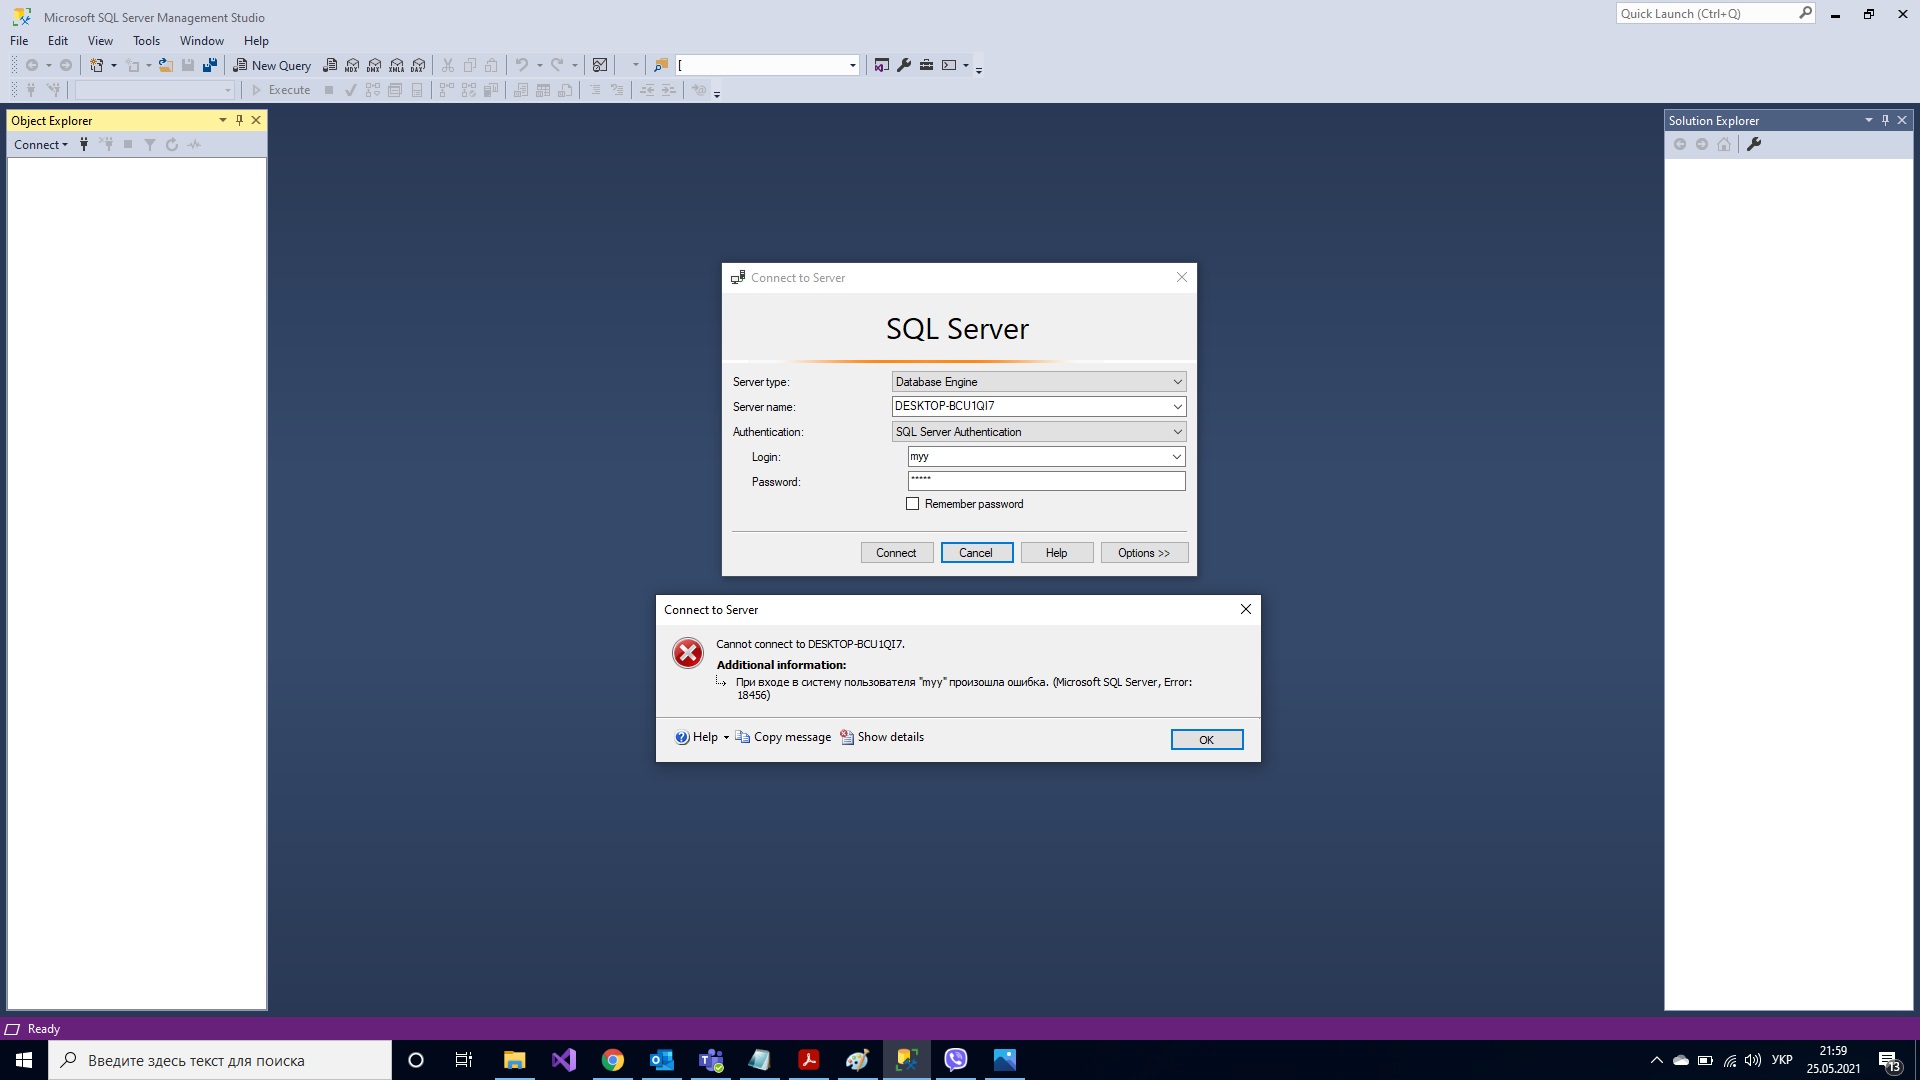 Microsoft SQL Server Management Studio
Quick Launch (Ctrl+Q)
File Edit View Tools Window Help
New Query MDX DMX XMLA DAX [
Execute
Object Explorer
Solution Explorer
Connect
Connect to Server
SQL Server
Server type: Database Engine
Server name: DESKTOP-BCU1QI7
Authentication: SQL Server Authentication
Login: myy
Password: *****
Remember password
Connect Cancel Help Options >>
Connect to Server
Cannot connect to DESKTOP-BCU1QI7.
Additional information:
При входе в систему пользователя "myy" произошла ошибка. (Microsoft SQL Server, Error:
18456)
Help Copy message Show details OK
Ready
Введите здесь текст для поиска
УКР
21:59
25.05.2021
13